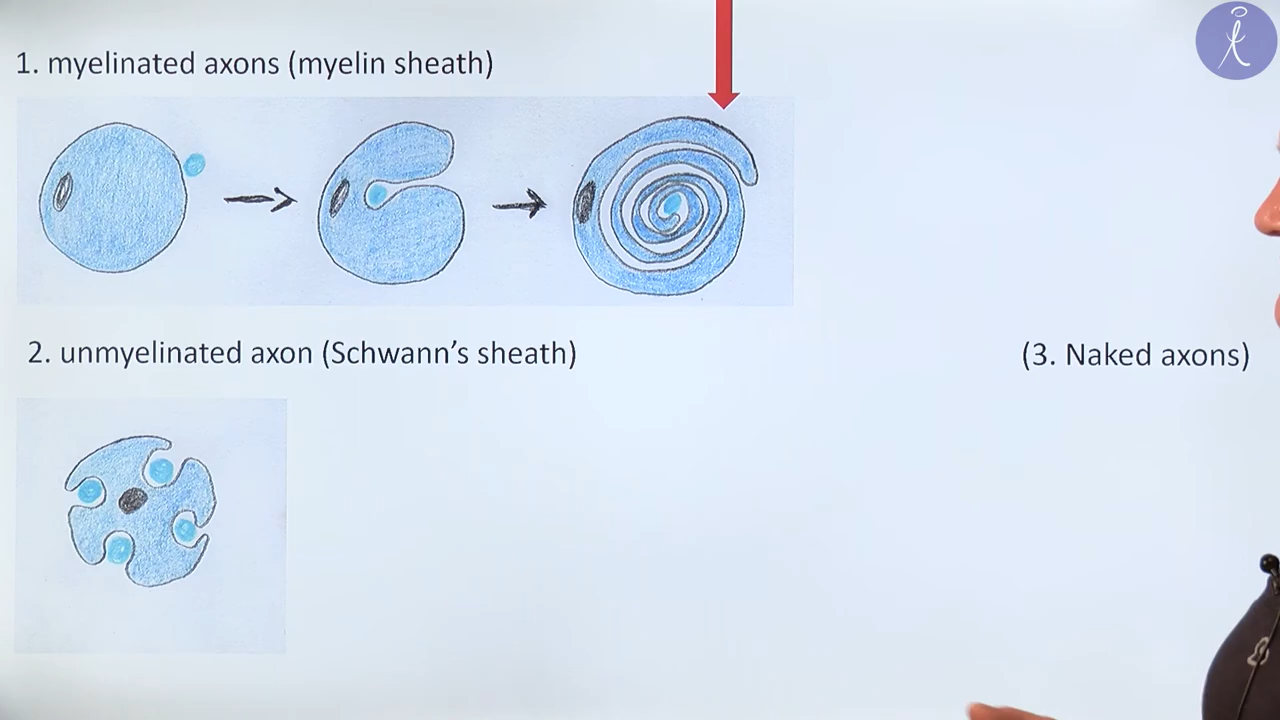 1. myelinated axons (myelin sheath)
2. unmyelinated axon (Schwann’s sheath)
(3. Naked axons)